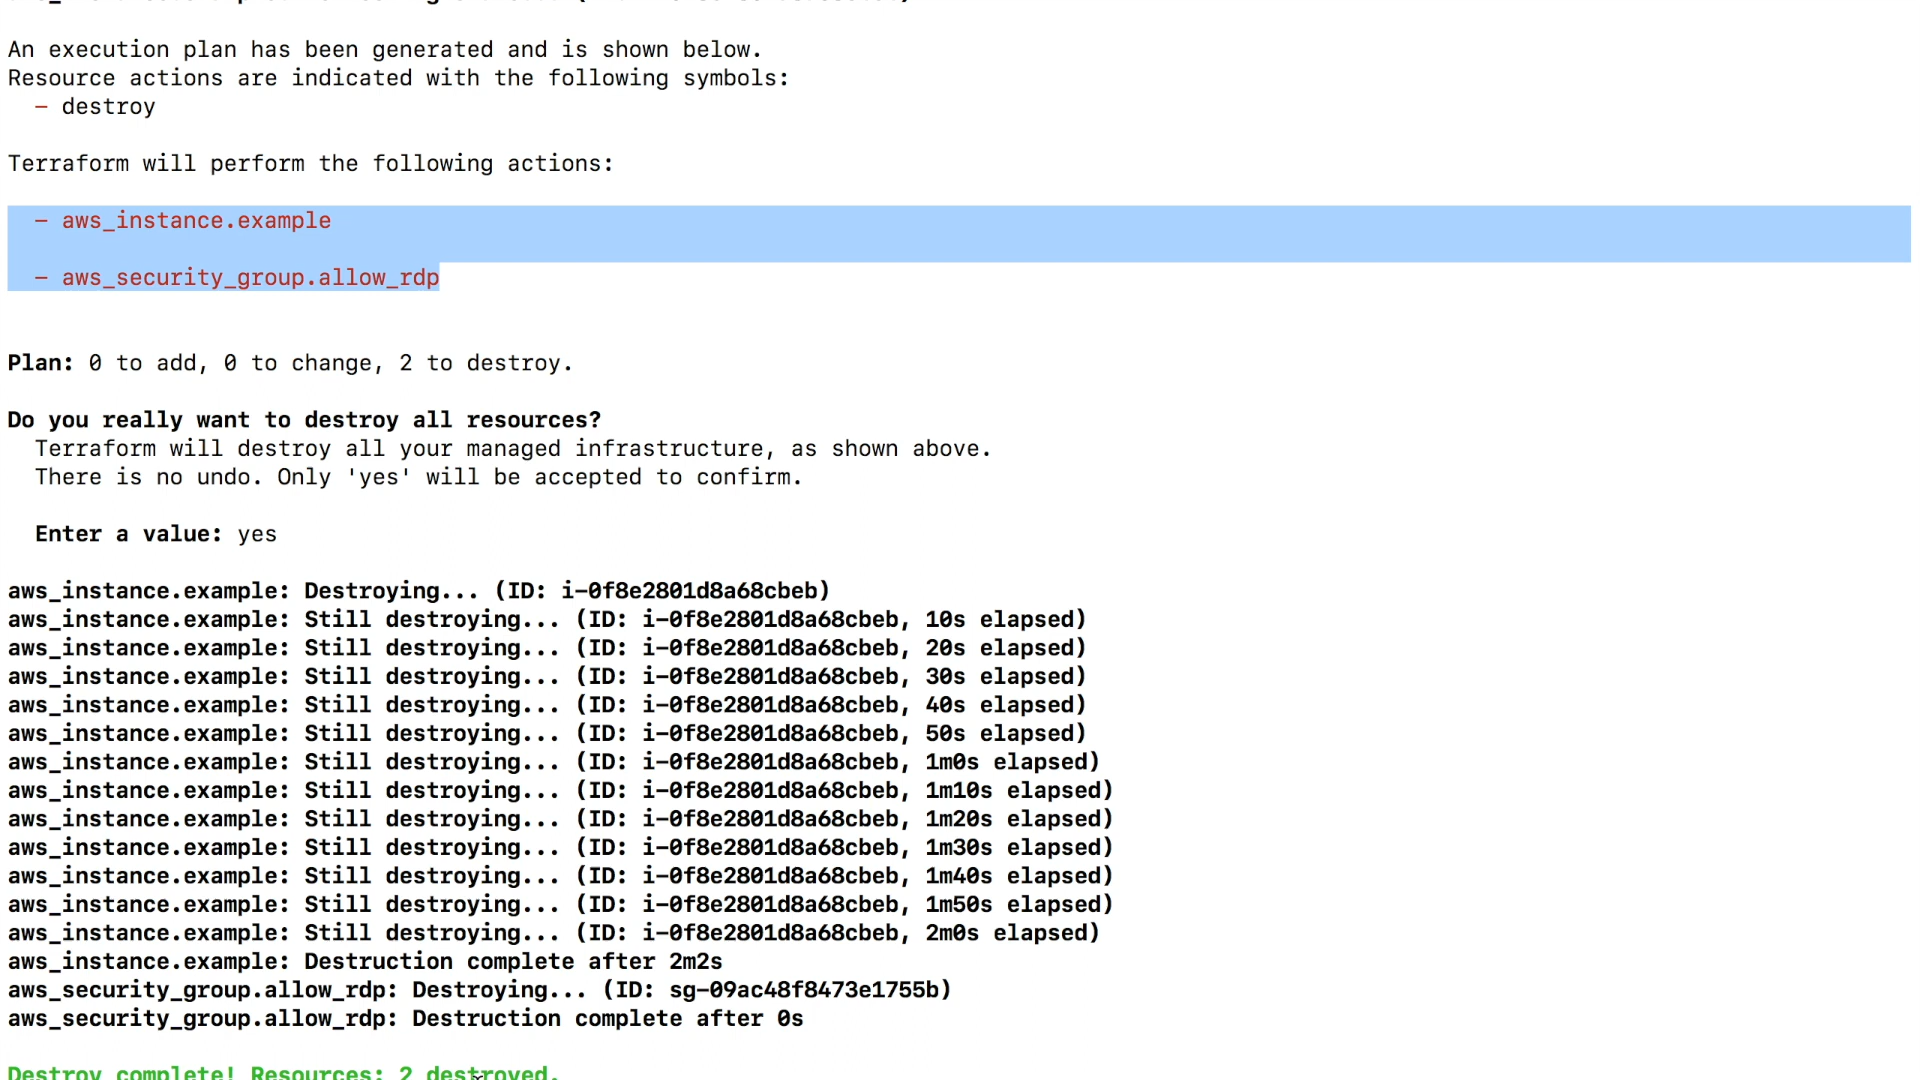 An execution plan has been generated and is shown below.
Resource actions are indicated with the following symbols:
  - destroy
Terraform will perform the following actions:
  - aws_instance.example
  - aws_security_group.allow_rdp
Plan: 0 to add, 0 to change, 2 to destroy.
Do you really want to destroy all resources?
  Terraform will destroy all your managed infrastructure, as shown above.
  There is no undo. Only 'yes' will be accepted to confirm.
  Enter a value: yes
aws_instance.example: Destroying... (ID: i-0f8e2801d8a68cbeb)
aws_instance.example: Still destroying... (ID: i-0f8e2801d8a68cbeb, 10s elapsed)
aws_instance.example: Still destroying... (ID: i-0f8e2801d8a68cbeb, 20s elapsed)
aws_instance.example: Still destroying... (ID: i-0f8e2801d8a68cbeb, 30s elapsed)
aws_instance.example: Still destroying... (ID: i-0f8e2801d8a68cbeb, 40s elapsed)
aws_instance.example: Still destroying... (ID: i-0f8e2801d8a68cbeb, 50s elapsed)
aws_instance.example: Still destroying... (ID: i-0f8e2801d8a68cbeb, 1m0s elapsed)
aws_instance.example: Still destroying... (ID: i-0f8e2801d8a68cbeb, 1m10s elapsed)
aws_instance.example: Still destroying... (ID: i-0f8e2801d8a68cbeb, 1m20s elapsed)
aws_instance.example: Still destroying... (ID: i-0f8e2801d8a68cbeb, 1m30s elapsed)
aws_instance.example: Still destroying... (ID: i-0f8e2801d8a68cbeb, 1m40s elapsed)
aws_instance.example: Still destroying... (ID: i-0f8e2801d8a68cbeb, 1m50s elapsed)
aws_instance.example: Still destroying... (ID: i-0f8e2801d8a68cbeb, 2m0s elapsed)
aws_instance.example: Destruction complete after 2m2s
aws_security_group.allow_rdp: Destroying... (ID: sg-09ac48f8473e1755b)
aws_security_group.allow_rdp: Destruction complete after 0s
Destroy complete! Resources: 2 destroyed.